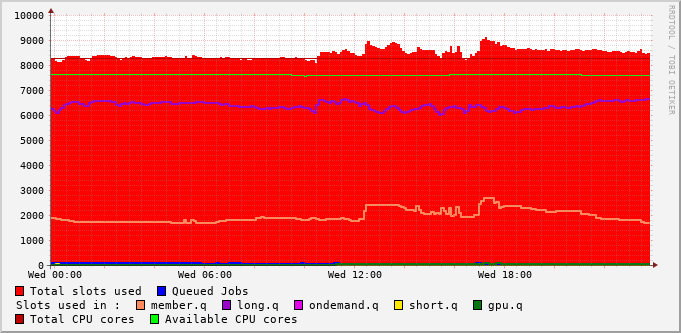 10000
9000
8000
7000
6000
5000
4000
3000
2000
1000
0
Wed 00:00 Wed 06:00 Wed 12:00 Wed 18:00
Total slots used Queued Jobs
Slots used in : member.q long.q ondemand.q short.q gpu.q
Total CPU cores Available CPU cores
RRDTOOL / TOBI OETIKER